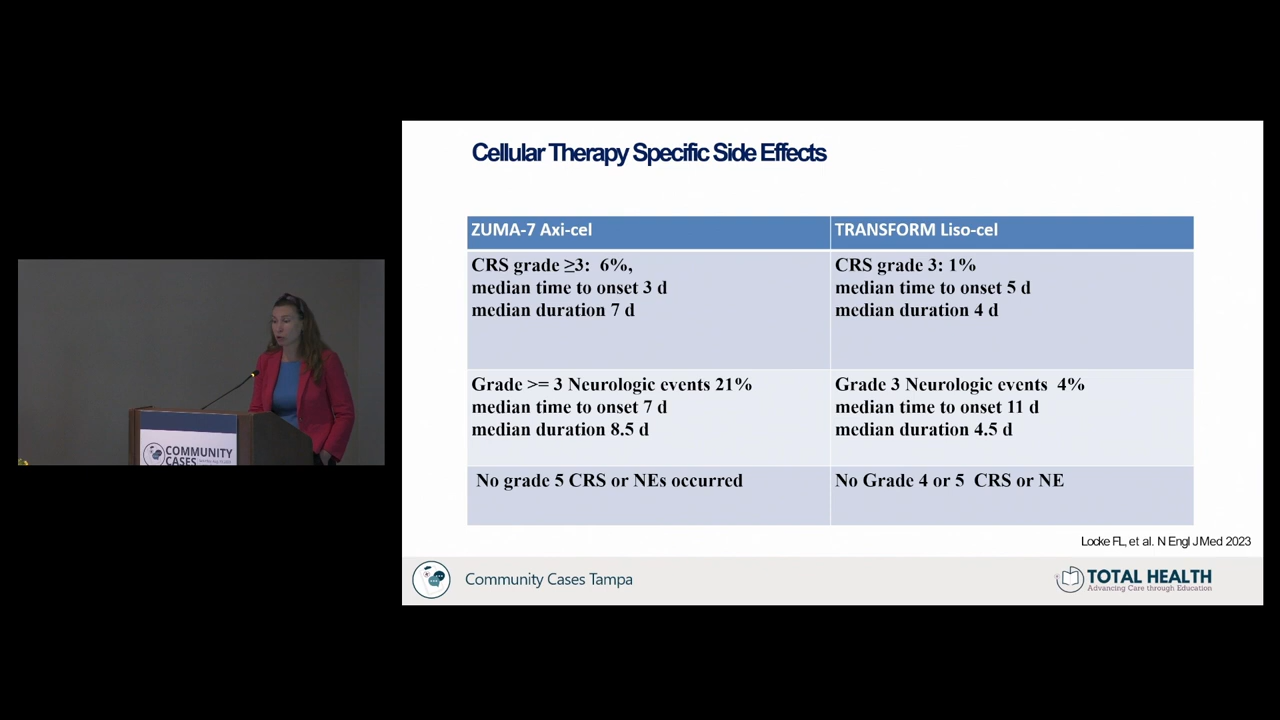 Cellular Therapy Specific Side Effects
ZUMA-7 Axi-cel
TRANSFORM Liso-cel
CRS grade ≥3: 6%,
median time to onset 3 d
median duration 7 d
CRS grade 3: 1%
median time to onset 5 d
median duration 4 d
Grade >= 3 Neurologic events 21%
median time to onset 7 d
median duration 8.5 d
Grade 3 Neurologic events 4%
median time to onset 11 d
median duration 4.5 d
No grade 5 CRS or NEs occurred
No Grade 4 or 5 CRS or NE
Locke FL, et al. N Engl J Med 2023
Community Cases Tampa
TOTAL HEALTH
Advancing Care through Education
COMMUNITY
CASES